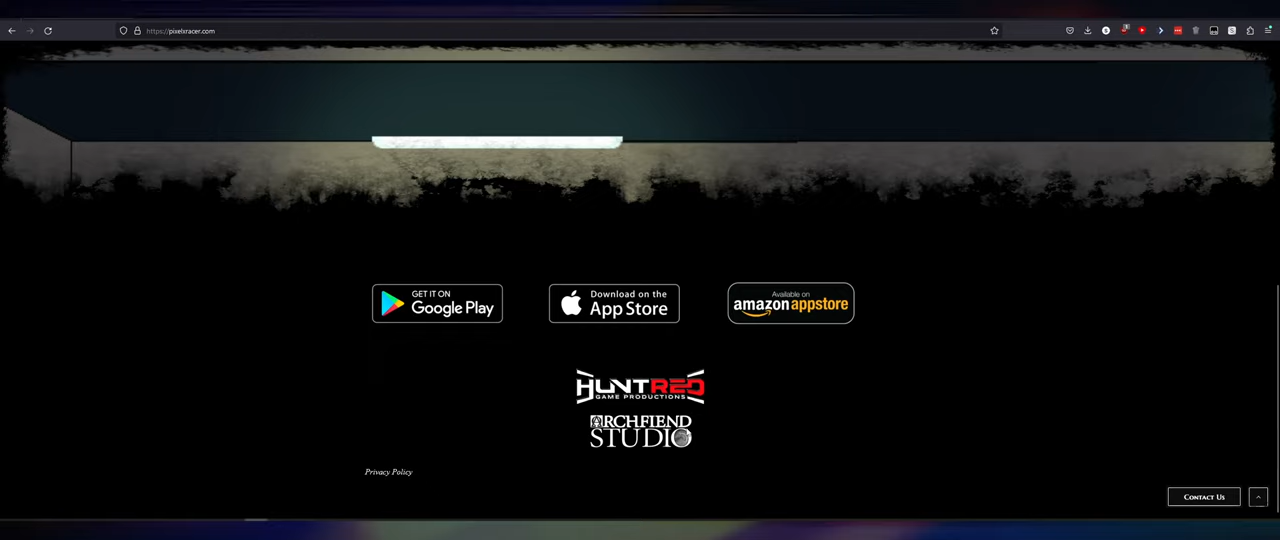 https://pixelxracer.com
GET IT ON
Google Play
Download on the
App Store
Available on
amazon appstore
HUNTRED
GAME PRODUCTIONS
ARCHFIEND
STUDIO
Privacy Policy
Contact Us